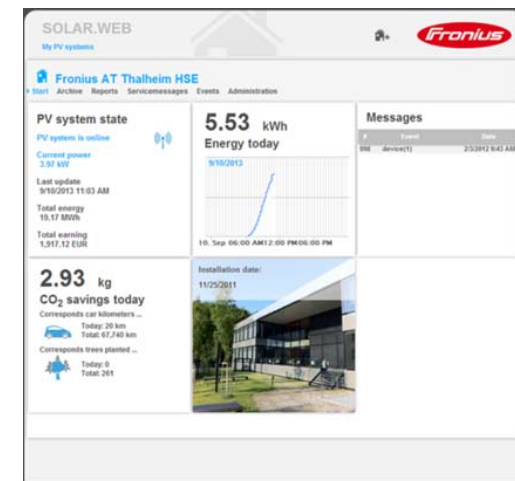 SOLAR.WEB
My PV systems
Fronius
Fronius AT Thalheim HSE
Start Archive Reports Servicemessages Events Administration
PV system state
PV system is online
Current power
3.97 kW
Last update
9/10/2013 11:03 AM
Total energy
19.17 MWh
Total earning
1,917.12 EUR
5.53 kWh
Energy today
9/10/2013
10. Sep 06:00 AM 12:00 PM 06:00 PM
Messages
# Event Date
998 device(1) 2/3/2012 8:43 AM
2.93 kg
CO2 savings today
Corresponds car kilometers ...
Today: 20 km
Total: 67,740 km
Corresponds trees planted ...
Today: 0
Total: 261
Installation date:
11/25/2011